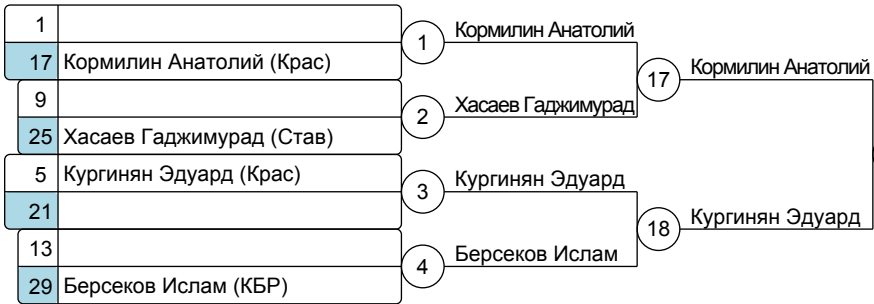 1
17 Кормилин Анатолий (Крас)
9
25 Хасаев Гаджимурад (Став)
5 Кургинян Эдуард (Крас)
21
13
29 Берсеков Ислам (КБР)
1 Кормилин Анатолий
2 Хасаев Гаджимурад
3 Кургинян Эдуард
4 Берсеков Ислам
17 Кормилин Анатолий
18 Кургинян Эдуард